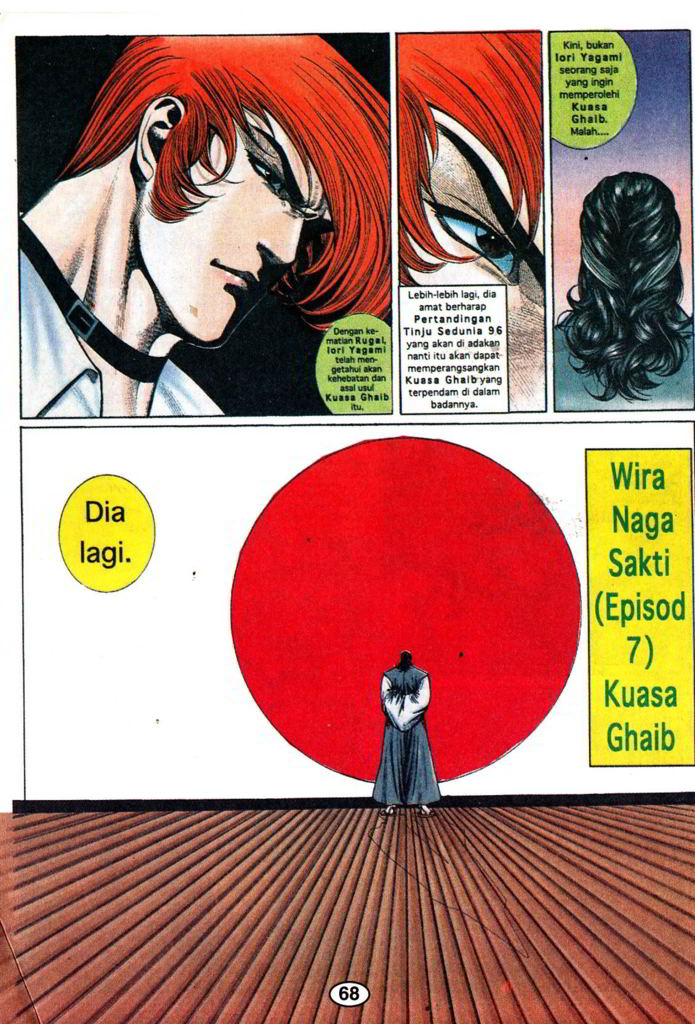 Dengan ke-
matian Rugal,
Iori Yagami
telah men-
getahui akan
kehebatan dan
asal usul
Kuasa Ghaib
itu.
Lebih-lebih lagi, dia
amat berharap
Pertandingan
Tinju Sedunia 96
yang akan di adakan
nanti itu akan dapat
memperangsangkan
Kuasa Ghaib yang
terpendam di dalam
badannya.
Kini, bukan
Iori Yagami
seorang saja
yang ingin
memperolehi
Kuasa
Ghaib.
Malah....
Dia
lagi.
Wira
Naga
Sakti
(Episod
7)
Kuasa
Ghaib
68